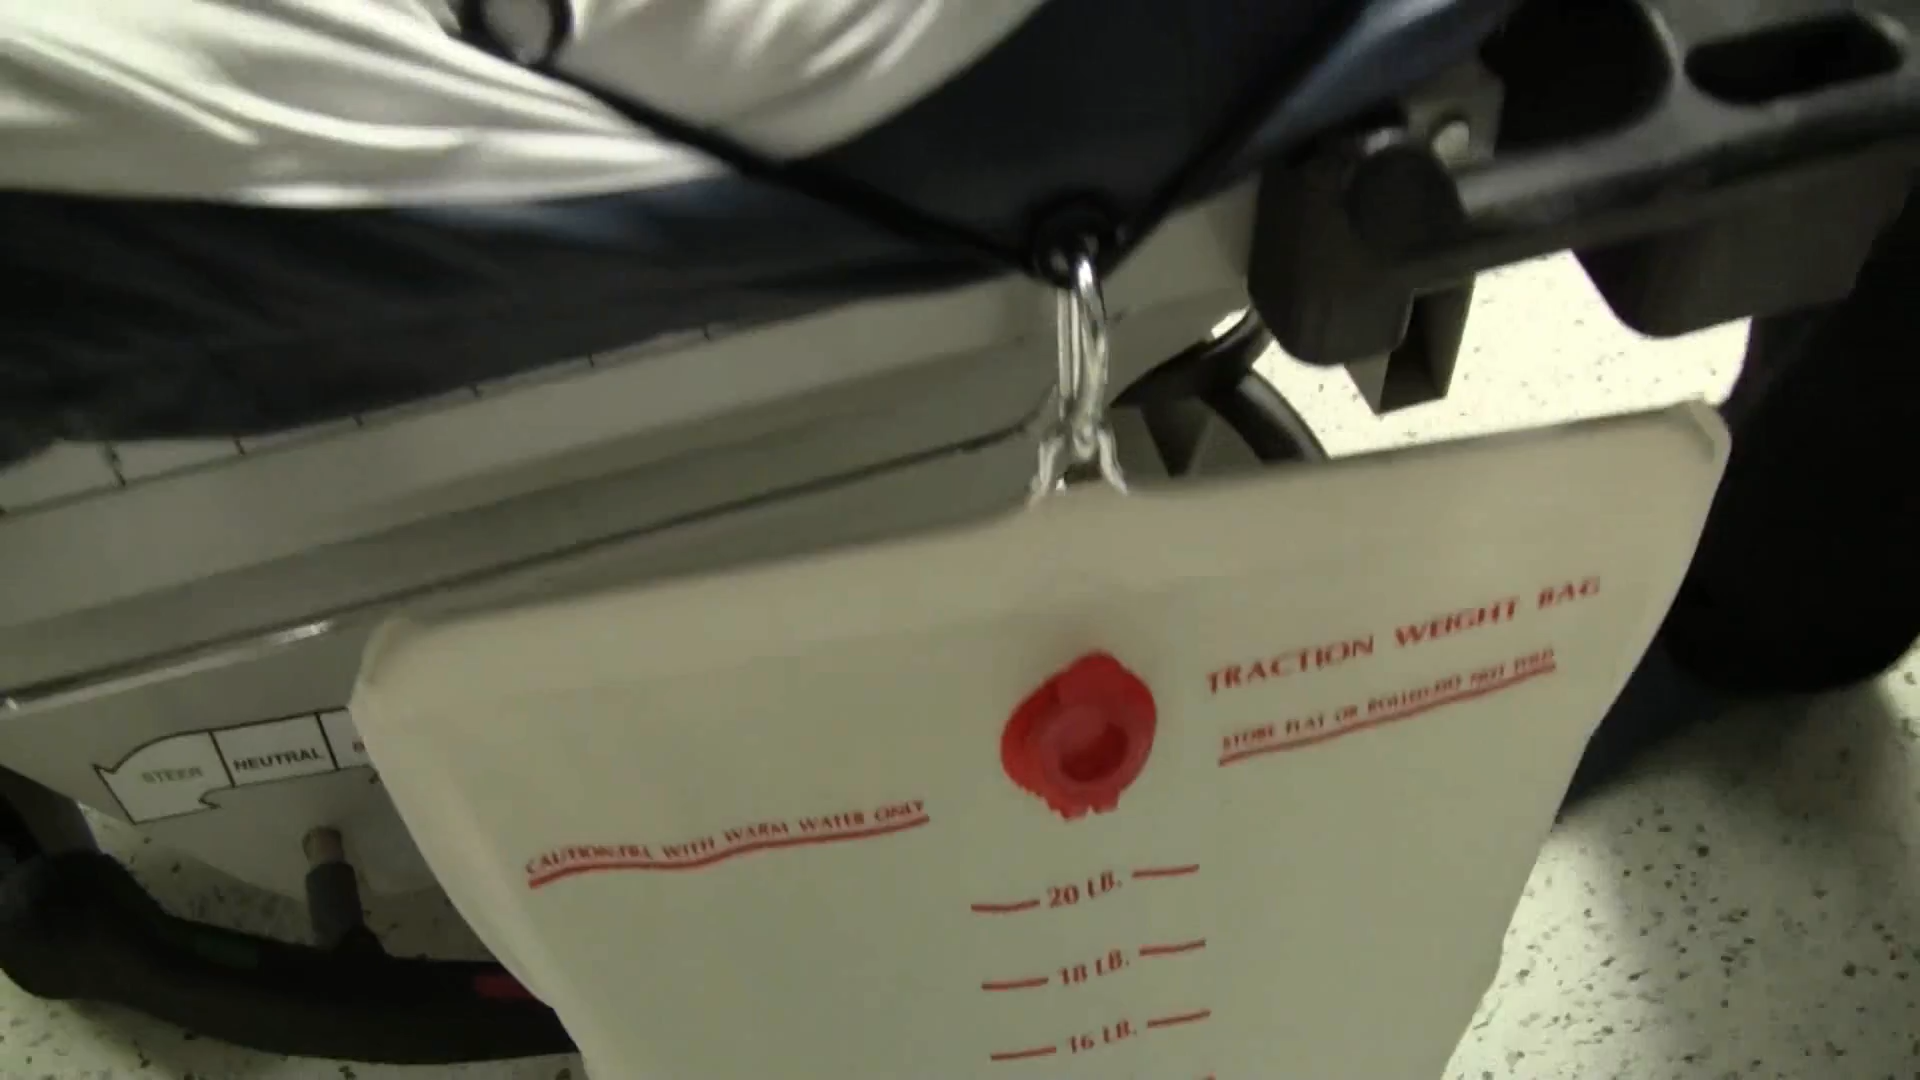 TRACTION WEIGHT BAG
STORE FLAT OR ROLLED-DO NOT FOLD
STEER NEUTRAL B
CAUTION:FILL WITH WARM WATER ONLY
20 LB.
18 LB.
16 LB.